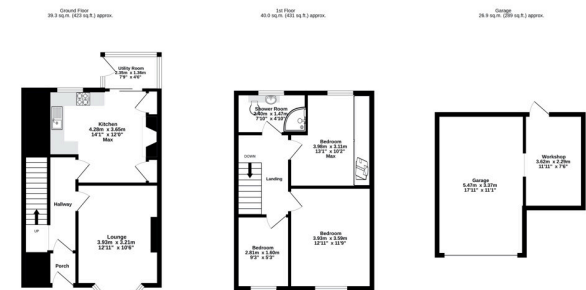 Ground Floor
39.3 sq.m. (423 sq.ft.) approx.
1st Floor
40.0 sq.m. (431 sq.ft.) approx.
Garage
26.9 sq.m. (289 sq.ft.) approx.
Utility Room
2.35m x 1.36m
7'9" x 4'6"
Kitchen
4.28m x 3.65m
14'1" x 12'0"
Max
Hallway
UP
Lounge
3.93m x 3.21m
12'11" x 10'6"
Porch
Shower Room
2.40m x 1.47m
7'10" x 4'10"
Bedroom
3.98m x 3.11m
13'1" x 10'2"
Max
DOWN
Landing
Bedroom
2.81m x 1.60m
9'3" x 5'3"
Bedroom
3.93m x 3.59m
12'11" x 11'9"
Garage
5.47m x 3.37m
17'11" x 11'1"
Workshop
3.62m x 2.29m
11'11" x 7'6"